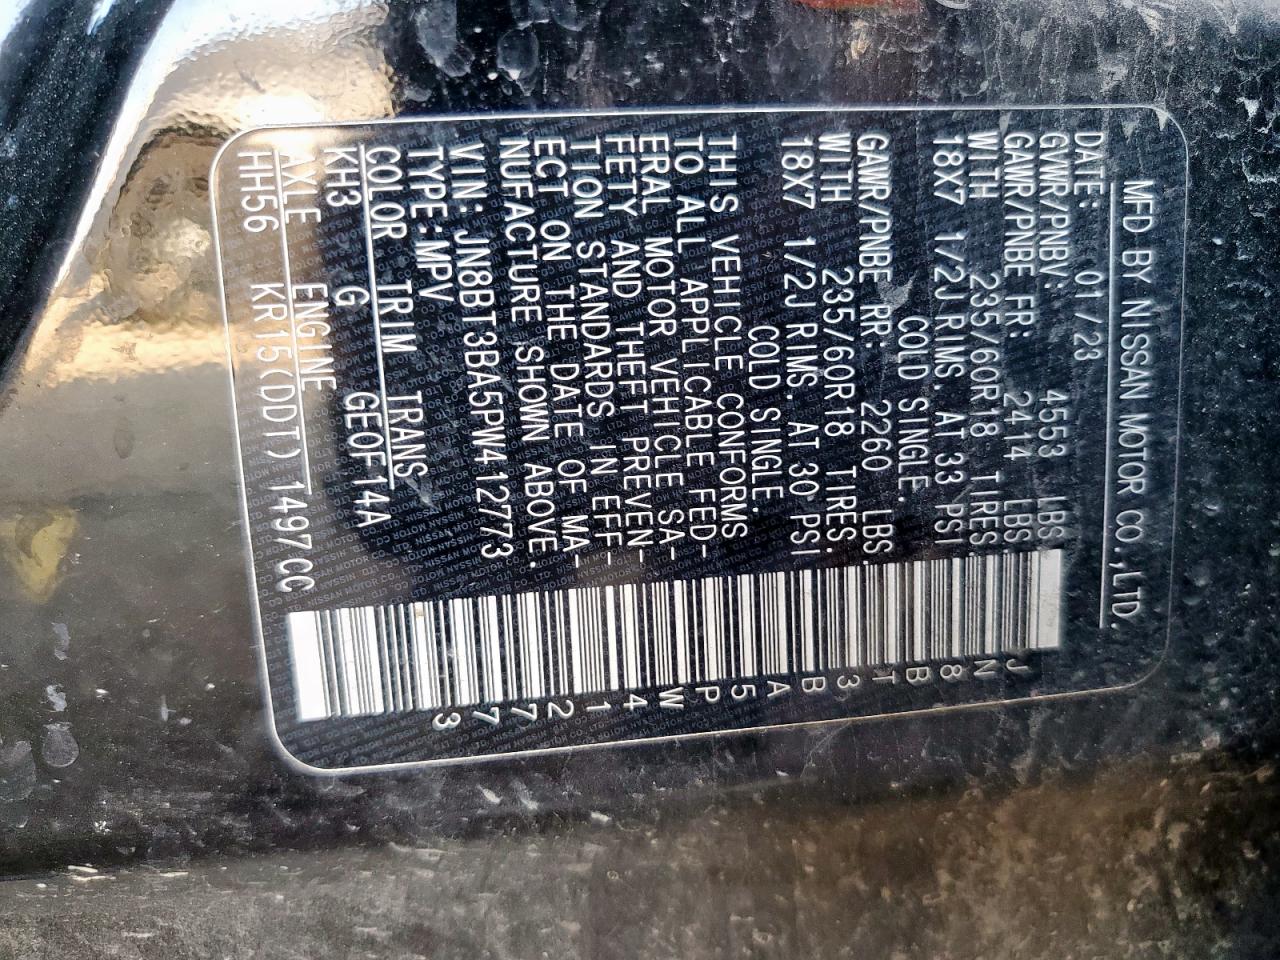 MFD BY NISSAN MOTOR CO.,LTD.
DATE: 01/23
GVWR/PNBV: 4553 LBS
GAWR/PNBE FR: 2414 LBS
WITH 235/60R18 TIRES:
18X7 1/2J RIMS. AT 33 PSI
COLD SINGLE.
GAWR/PNBE RR: 2260 LBS.
WITH 235/60R18 TIRES:
18X7 1/2J RIMS. AT 30 PSI
COLD SINGLE.
THIS VEHICLE CONFORMS
TO ALL APPLICABLE FED-
ERAL MOTOR VEHICLE SA-
FETY AND THEFT PREVEN-
TION STANDARDS IN EFF-
ECT ON THE DATE OF MA-
NUFACTURE SHOWN ABOVE.
VIN: JN8BT3BA5PW412773
TYPE:MPV
COLOR TRIM TRANS
KH3 G GE0F14A
AXLE ENGINE
HH56 KR15(DDT)1497CC
JN8BT3BA5PW412773